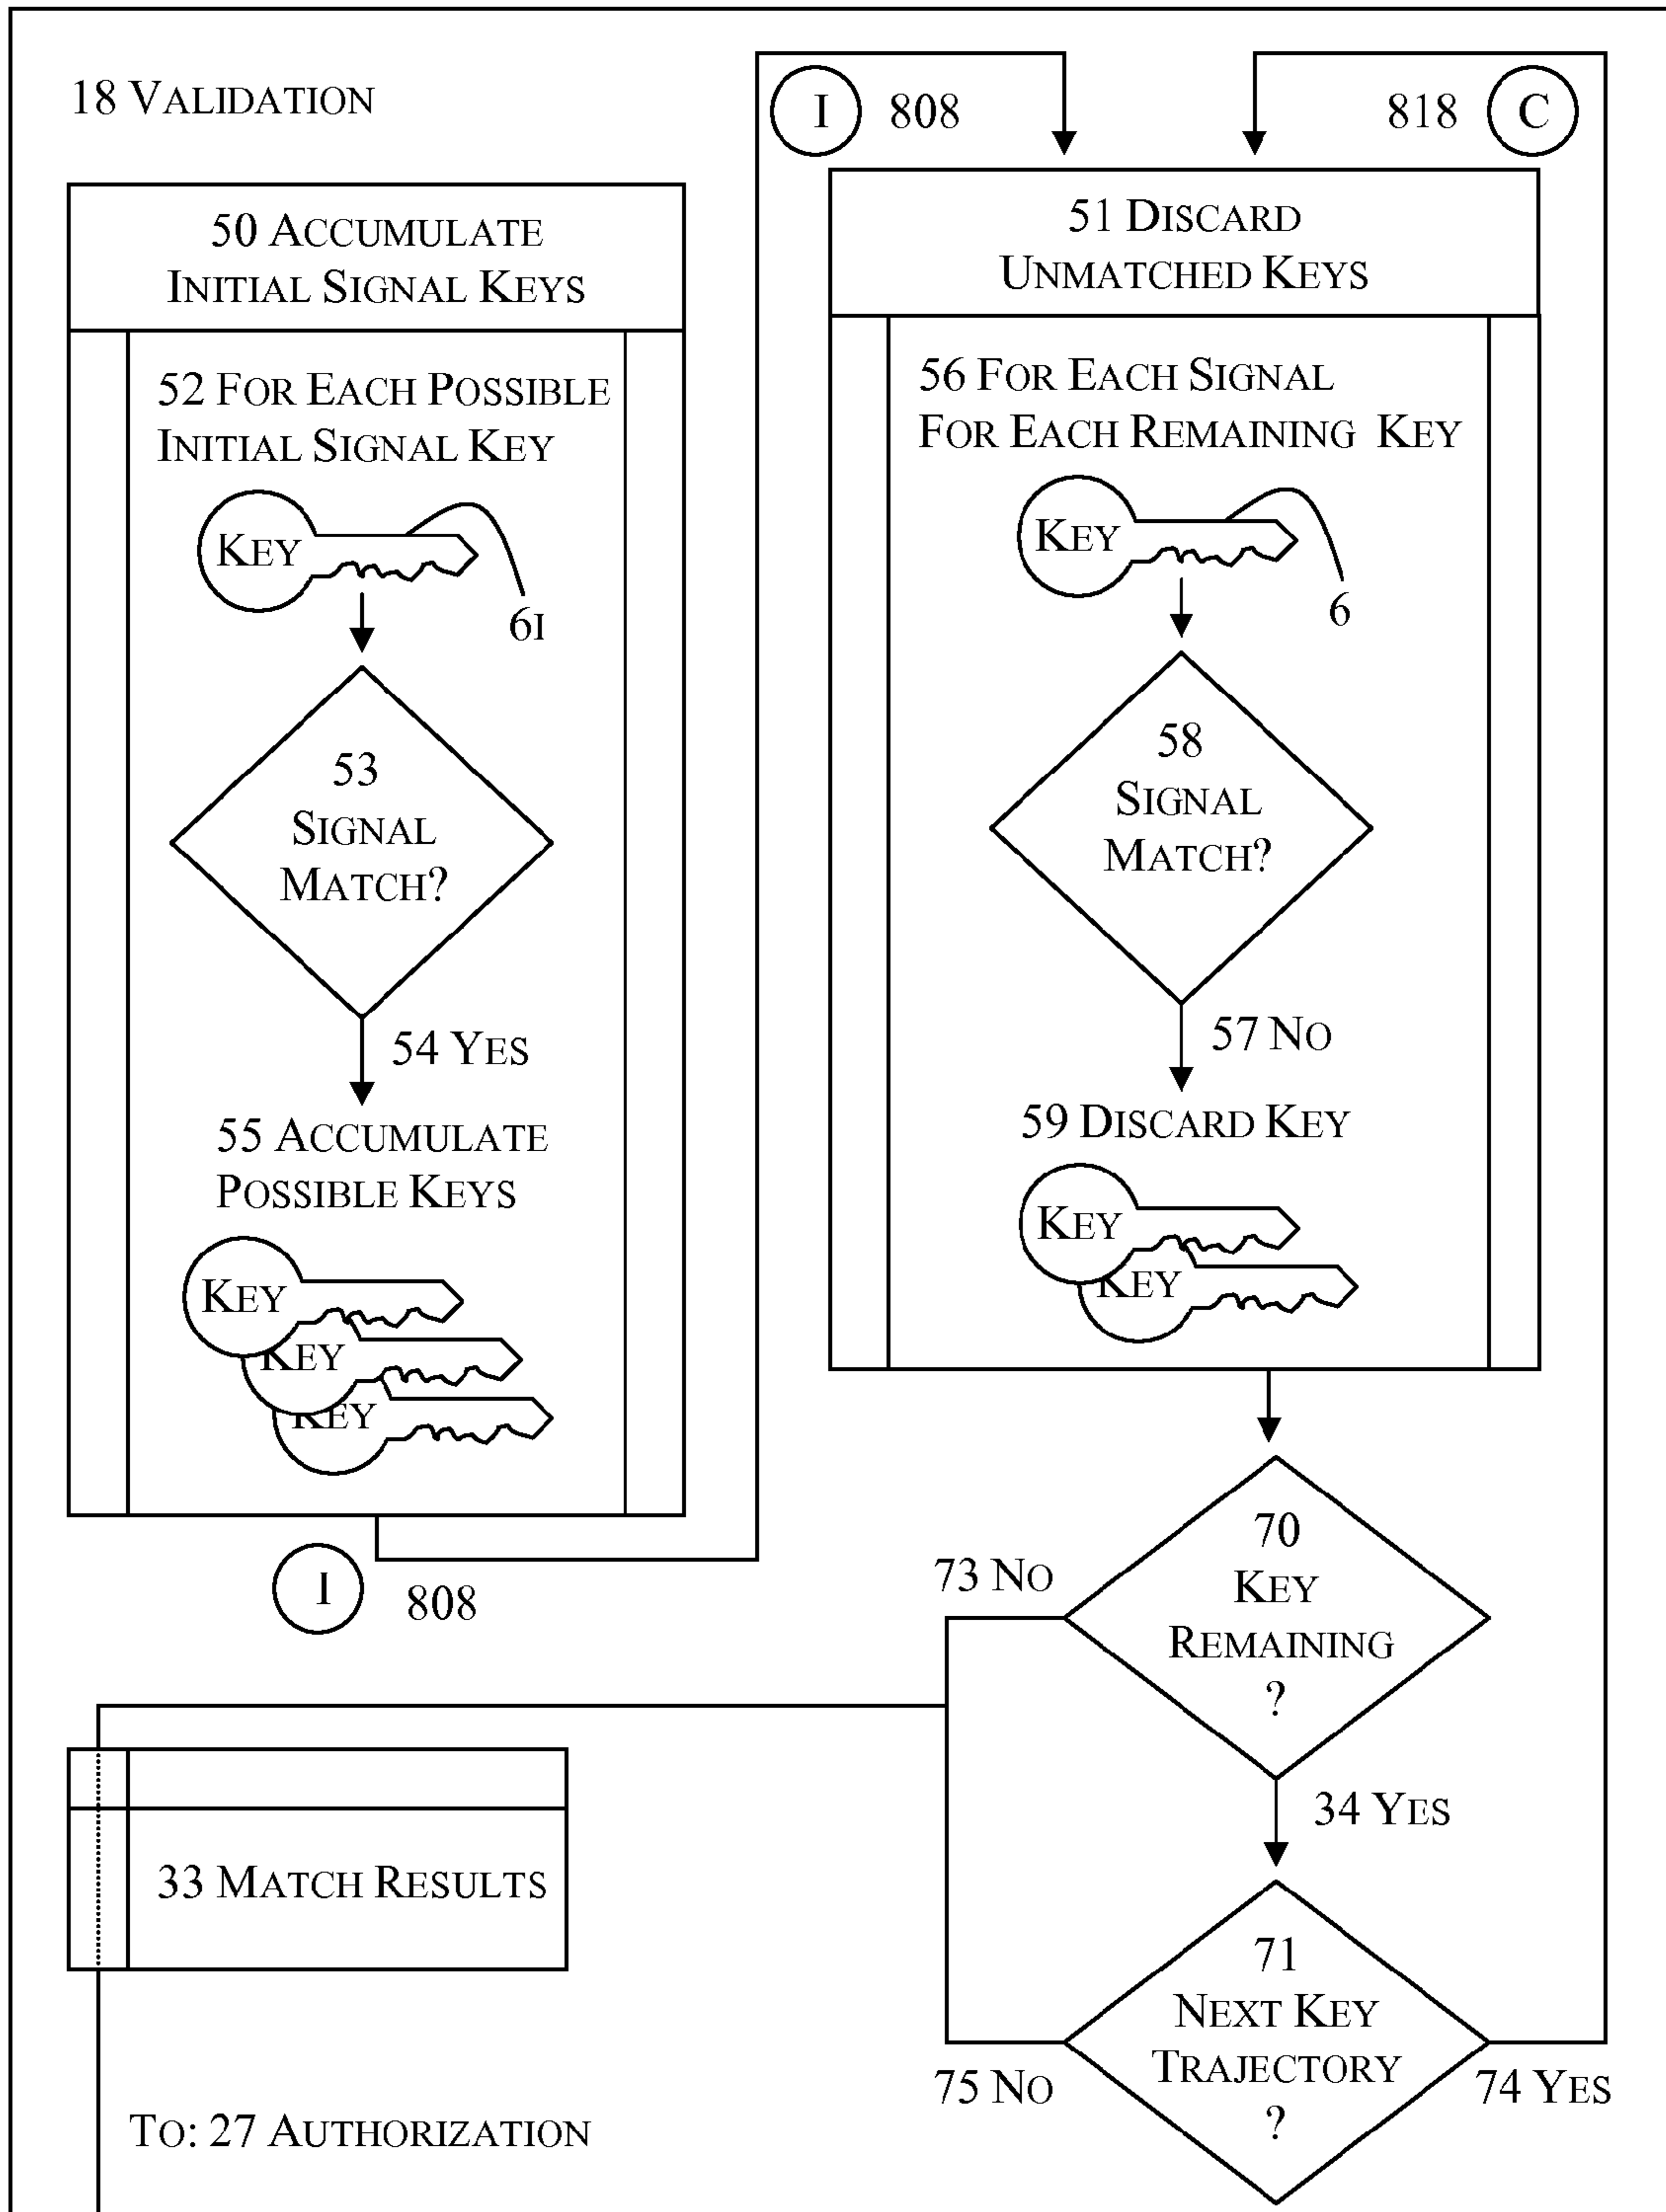 18 VALIDATION
50 ACCUMULATE
INITIAL SIGNAL KEYS
52 FOR EACH POSSIBLE
INITIAL SIGNAL KEY
KEY
6I
53
SIGNAL
MATCH?
54 YES
55 ACCUMULATE
POSSIBLE KEYS
KEY
KEY
KEY
I
808
I
808
818
C
51 DISCARD
UNMATCHED KEYS
56 FOR EACH SIGNAL
FOR EACH REMAINING KEY
KEY
6
58
SIGNAL
MATCH?
57 NO
59 DISCARD KEY
KEY
KEY
70
KEY
REMAINING
?
73 NO
34 YES
71
NEXT KEY
TRAJECTORY
?
75 NO
74 YES
33 MATCH RESULTS
TO: 27 AUTHORIZATION